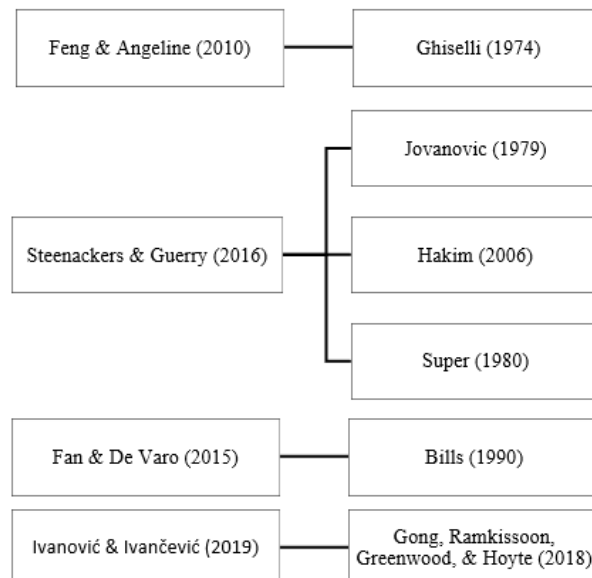 Feng & Angeline (2010)
Ghiselli (1974)
Jovanovic (1979)
Steenackers & Guerry (2016)
Hakim (2006)
Super (1980)
Fan & De Varo (2015)
Bills (1990)
Ivanović & Ivančević (2019)
Gong, Ramkissoon,
Greenwood, & Hoyte (2018)